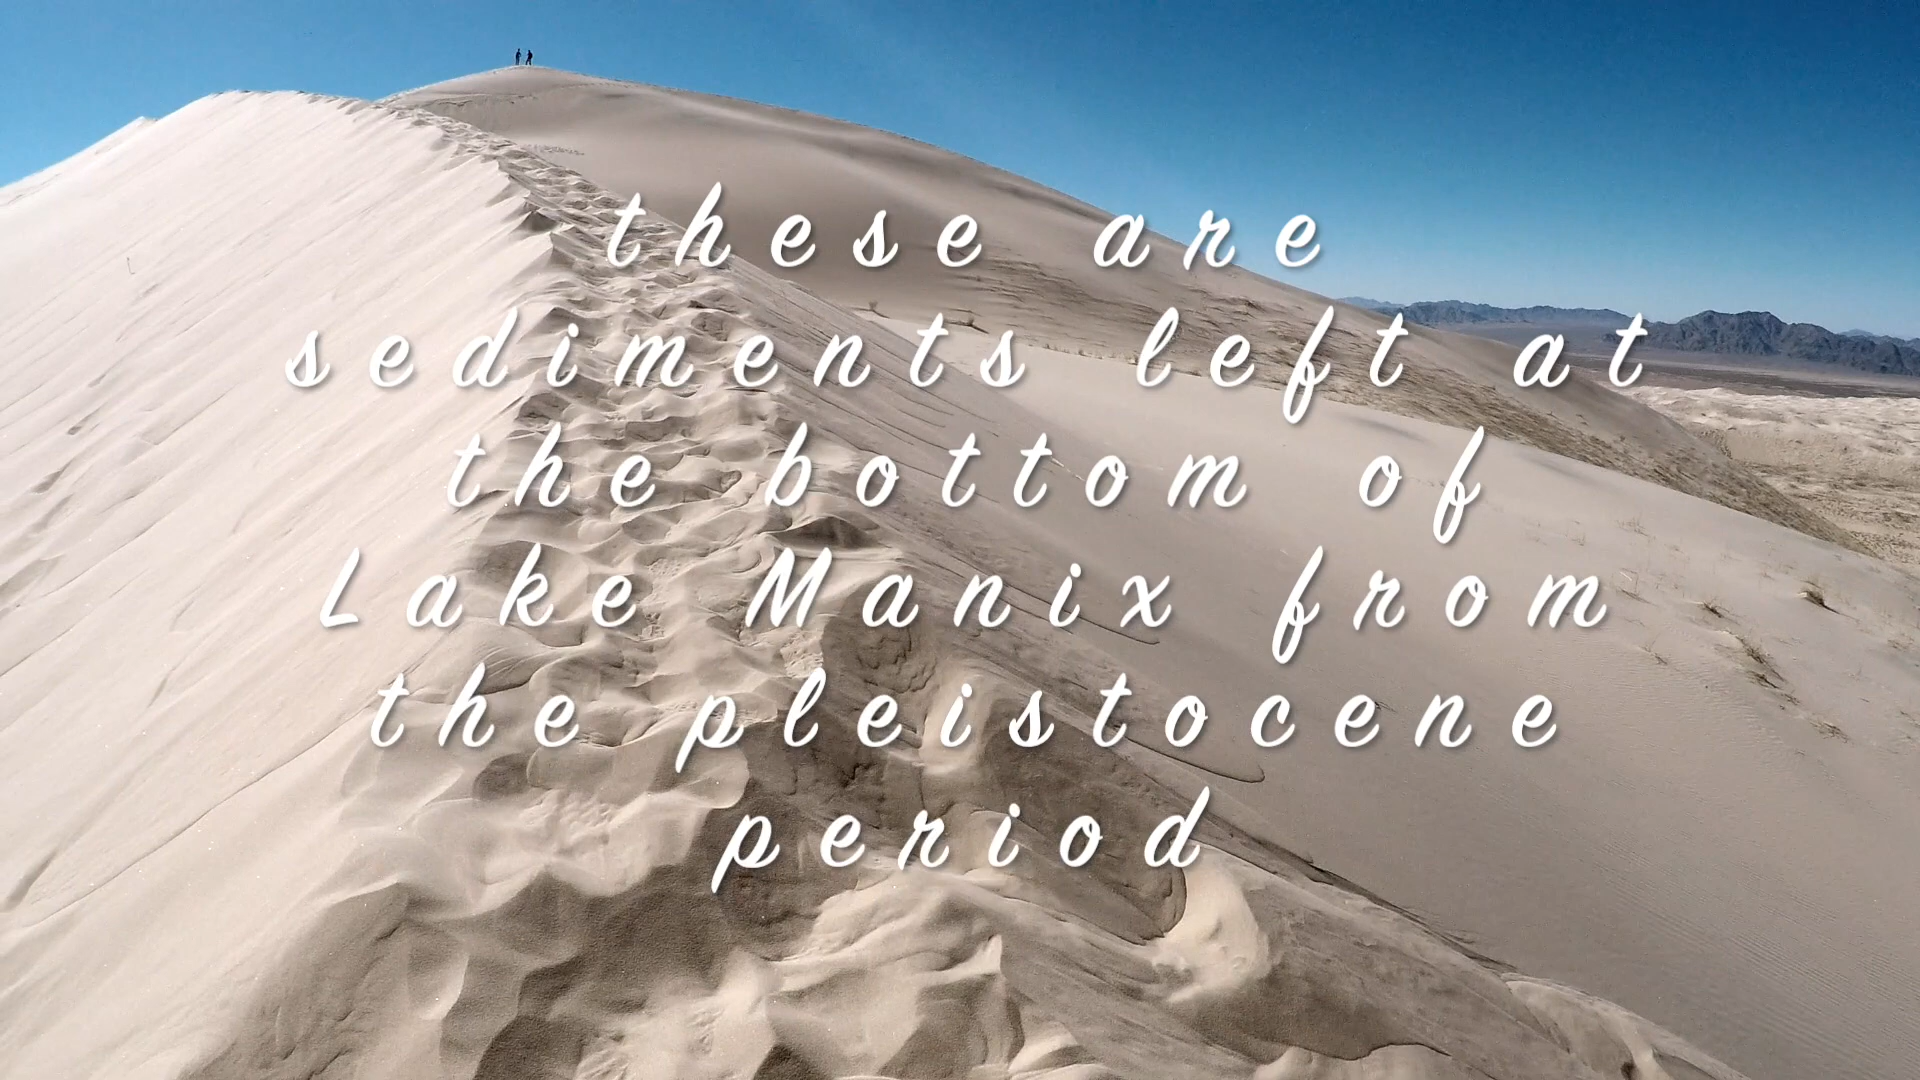 these are
sediments left at
the bottom of
Lake Manix from
the pleistocene
period